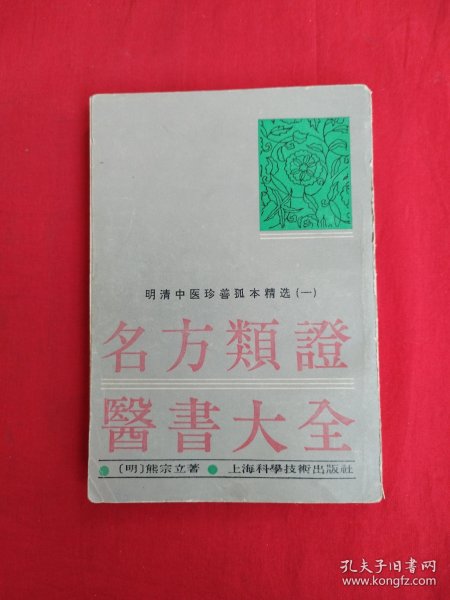 明清中医珍善孤本精选(一)
名方類證
醫書大全
〔明〕熊宗立著 上海科學技術出版社
孔夫子旧书网
www.kongfz.com